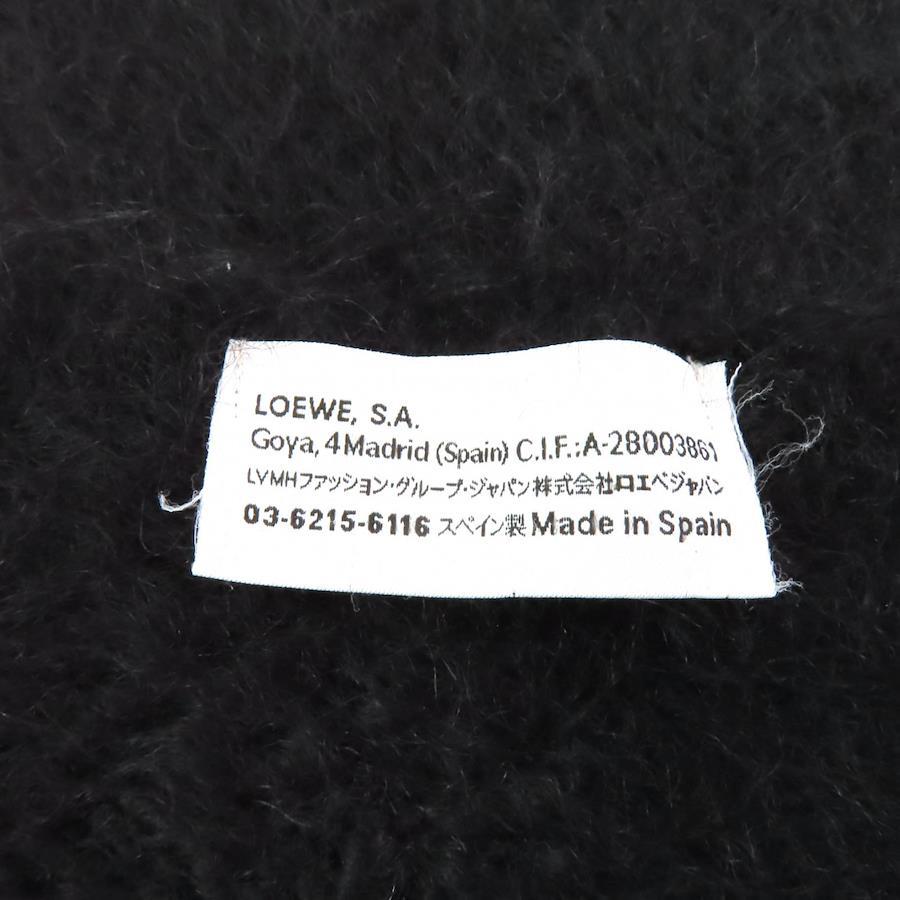 LOEWE, S.A.
Goya, 4 Madrid (Spain) C.I.F.:A-28003861
LVMHファッション・グループ・ジャパン株式会社ロエベジャパン
03-6215-6116 スペイン製 Made in Spain